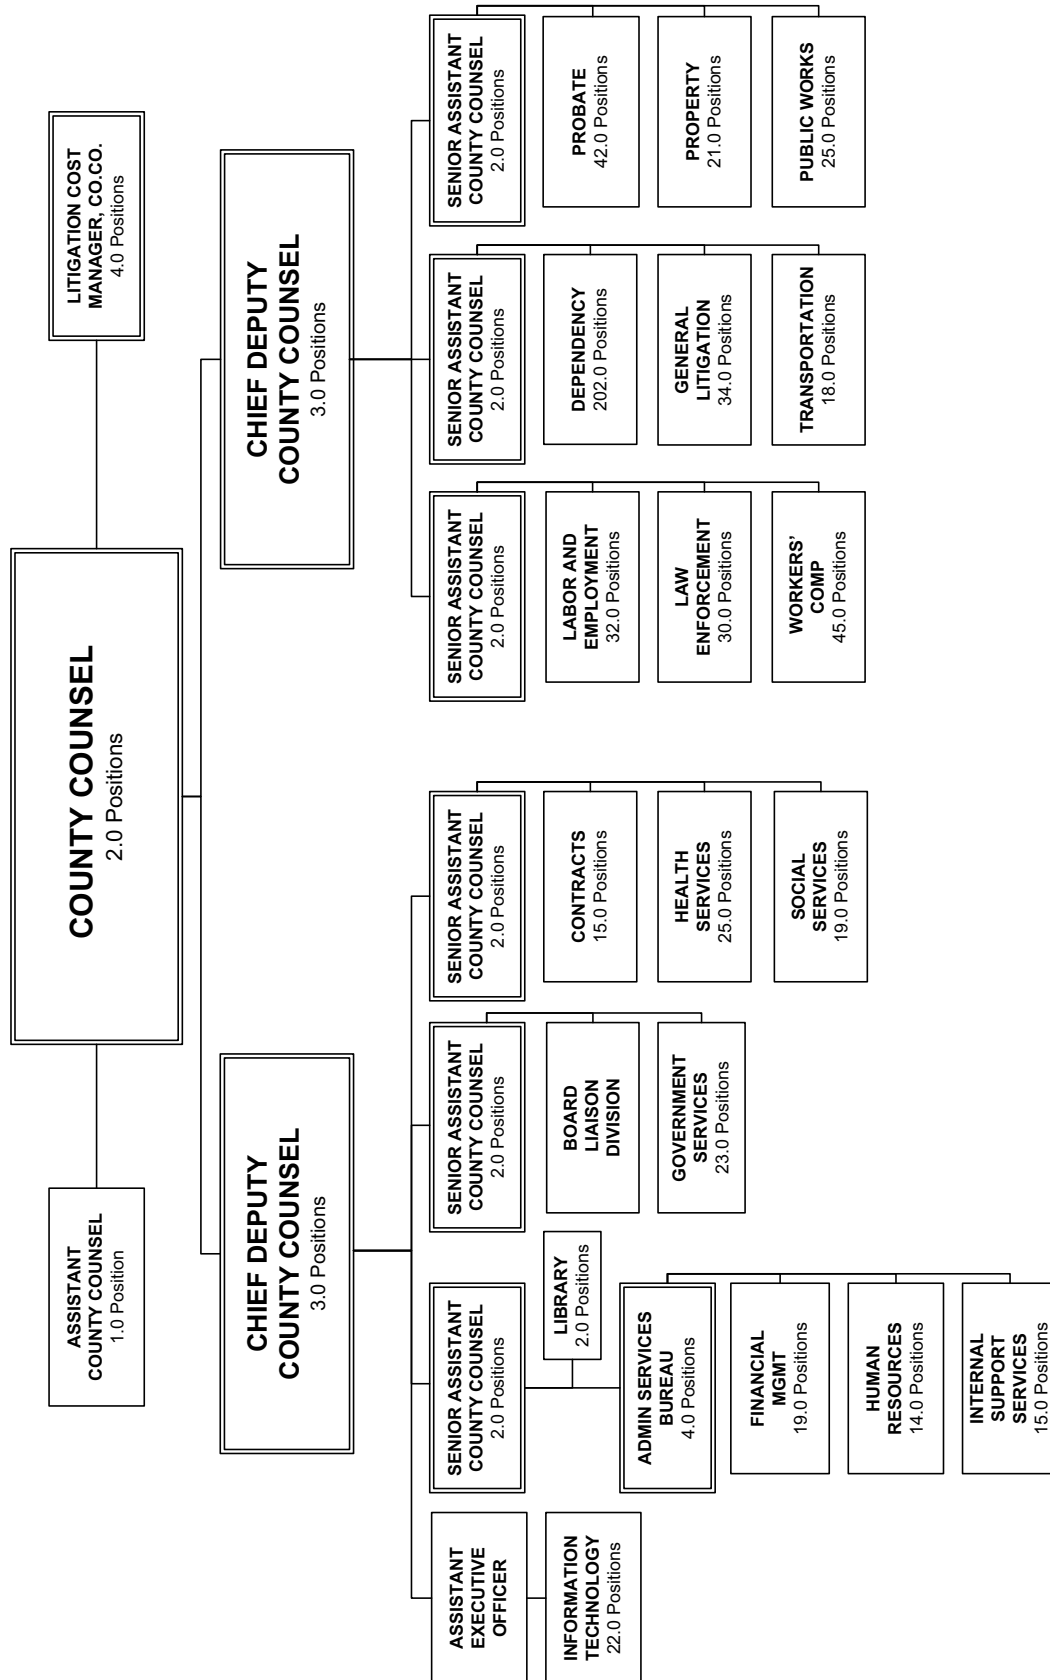 COUNTY COUNSEL
2.0 Positions
ASSISTANT
COUNTY COUNSEL
1.0 Position
LITIGATION COST
MANAGER, CO.CO.
4.0 Positions
CHIEF DEPUTY
COUNTY COUNSEL
3.0 Positions
CHIEF DEPUTY
COUNTY COUNSEL
3.0 Positions
ASSISTANT
EXECUTIVE
OFFICER
INFORMATION
TECHNOLOGY
22.0 Positions
SENIOR ASSISTANT
COUNTY COUNSEL
2.0 Positions
LIBRARY
2.0 Positions
ADMIN SERVICES
BUREAU
4.0 Positions
FINANCIAL
MGMT
19.0 Positions
HUMAN
RESOURCES
14.0 Positions
INTERNAL
SUPPORT
SERVICES
15.0 Positions
SENIOR ASSISTANT
COUNTY COUNSEL
2.0 Positions
BOARD
LIAISON
DIVISION
GOVERNMENT
SERVICES
23.0 Positions
SENIOR ASSISTANT
COUNTY COUNSEL
2.0 Positions
CONTRACTS
15.0 Positions
HEALTH
SERVICES
25.0 Positions
SOCIAL
SERVICES
19.0 Positions
SENIOR ASSISTANT
COUNTY COUNSEL
2.0 Positions
LABOR AND
EMPLOYMENT
32.0 Positions
LAW
ENFORCEMENT
30.0 Positions
WORKERS’
COMP
45.0 Positions
SENIOR ASSISTANT
COUNTY COUNSEL
2.0 Positions
DEPENDENCY
202.0 Positions
GENERAL
LITIGATION
34.0 Positions
TRANSPORTATION
18.0 Positions
SENIOR ASSISTANT
COUNTY COUNSEL
2.0 Positions
PROBATE
42.0 Positions
PROPERTY
21.0 Positions
PUBLIC WORKS
25.0 Positions